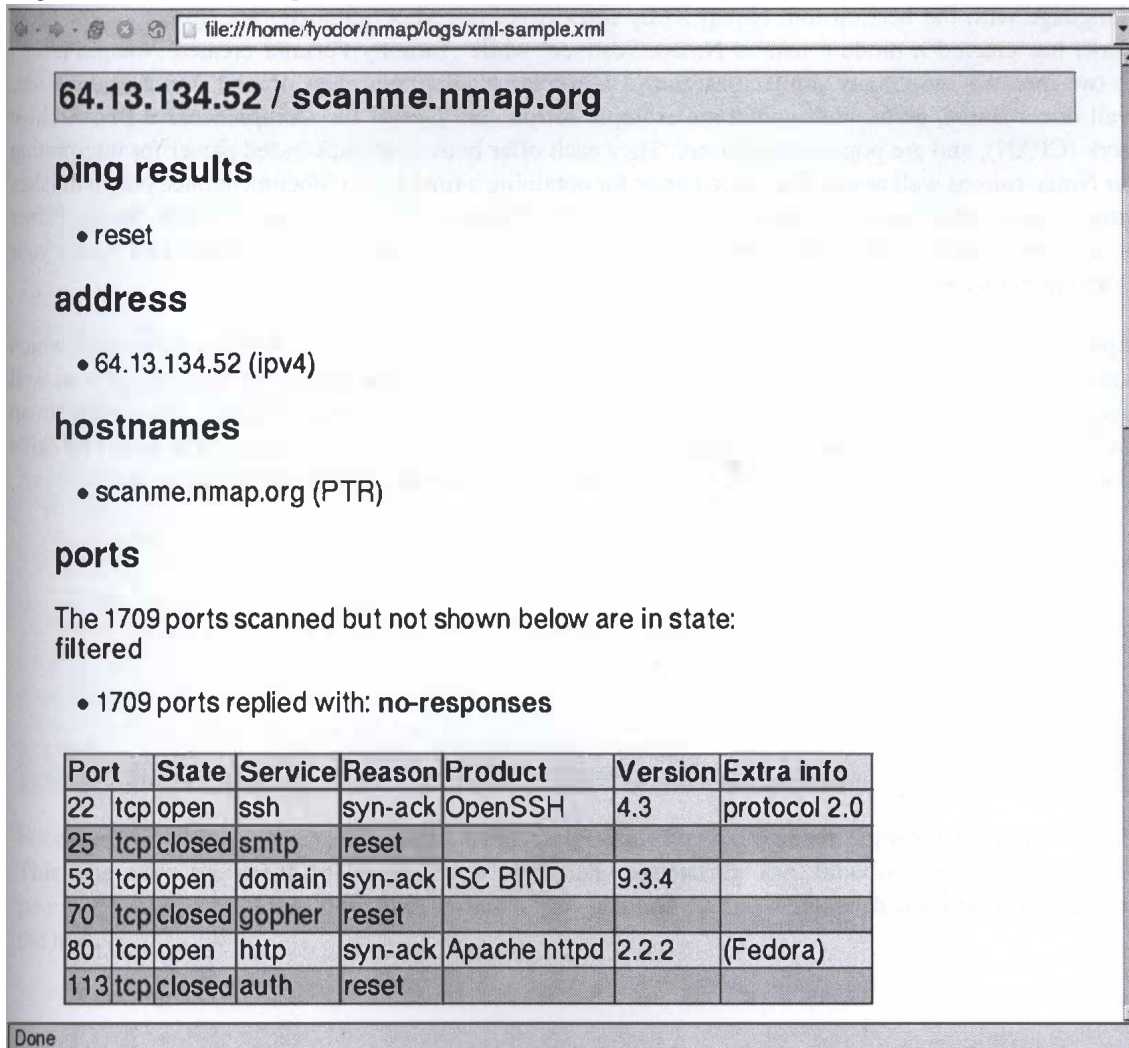 file:///home/fyodor/nmap/logs/xml-sample.xml
64.13.134.52 / scanme.nmap.org
ping results
• reset
address
• 64.13.134.52 (ipv4)
hostnames
• scanme.nmap.org (PTR)
ports
The 1709 ports scanned but not shown below are in state:
filtered
• 1709 ports replied with: no-responses
Port State Service Reason Product Version Extra info
22 tcp open ssh syn-ack OpenSSH 4.3 protocol 2.0
25 tcp closed smtp reset
53 tcp open domain syn-ack ISC BIND 9.3.4
70 tcp closed gopher reset
80 tcp open http syn-ack Apache httpd 2.2.2 (Fedora)
113 tcp closed auth reset
Done